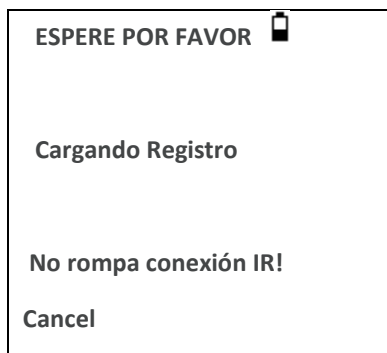 ESPERE POR FAVOR
Cargando Registro
No rompa conexión IR!
Cancel